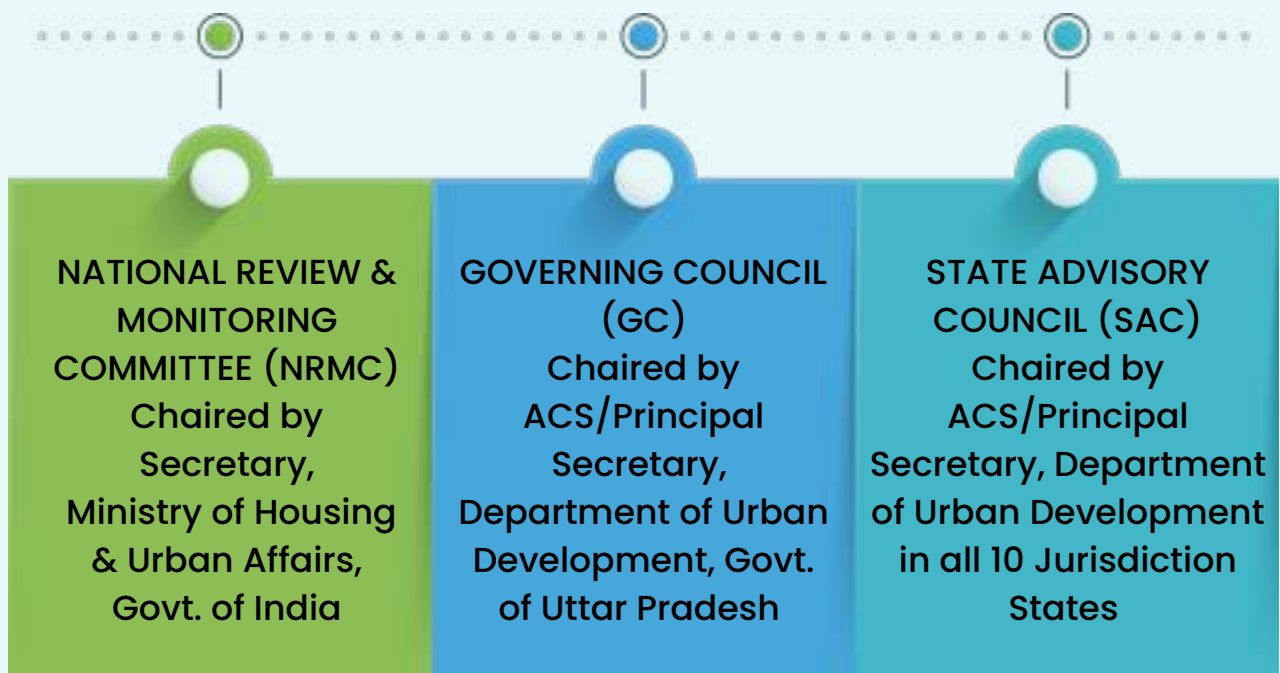 NATIONAL REVIEW &
MONITORING
COMMITTEE (NRMC)
Chaired by
Secretary,
Ministry of Housing
& Urban Affairs,
Govt. of India
GOVERNING COUNCIL
(GC)
Chaired by
ACS/Principal
Secretary,
Department of Urban
Development, Govt.
of Uttar Pradesh
STATE ADVISORY
COUNCIL (SAC)
Chaired by
ACS/Principal
Secretary, Department
of Urban Development
in all 10 Jurisdiction
States